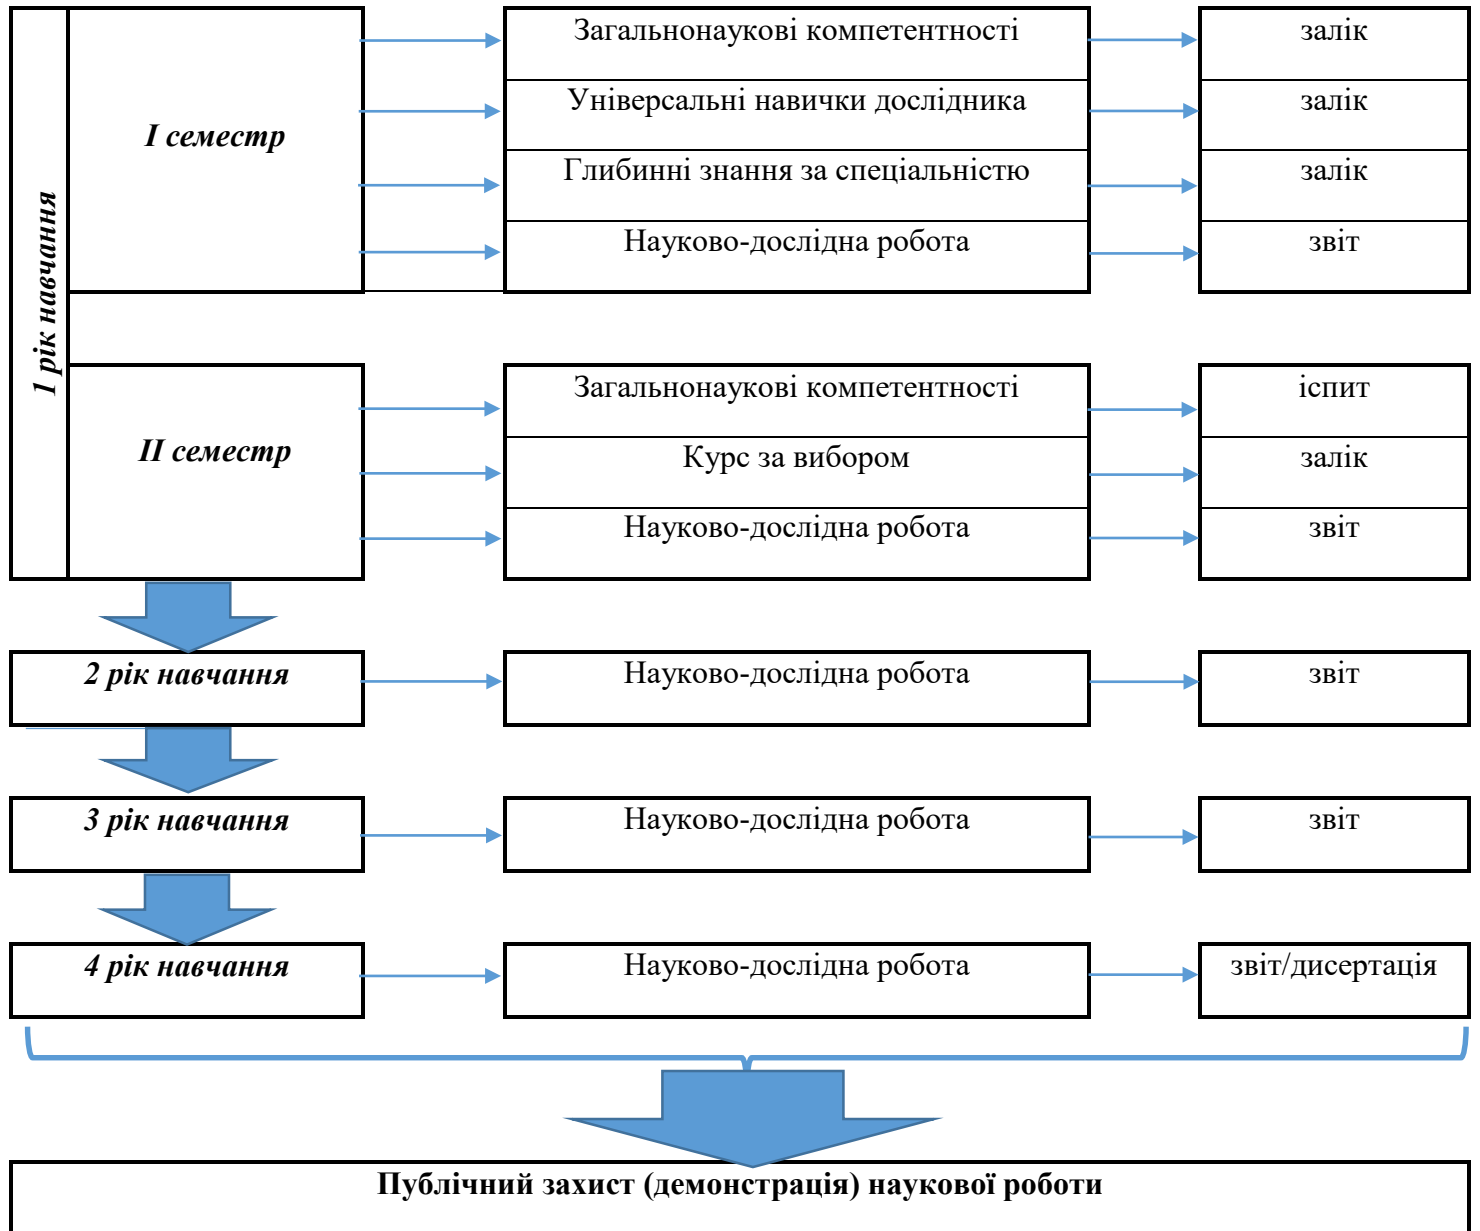 1 рік навчання
I семестр
Загальнонаукові компетентності
залік
Універсальні навички дослідника
залік
Глибинні знання за спеціальністю
залік
Науково-дослідна робота
звіт
II семестр
Загальнонаукові компетентності
іспит
Курс за вибором
залік
Науково-дослідна робота
звіт
2 рік навчання
Науково-дослідна робота
звіт
3 рік навчання
Науково-дослідна робота
звіт
4 рік навчання
Науково-дослідна робота
звіт/дисертація
Публічний захист (демонстрація) наукової роботи